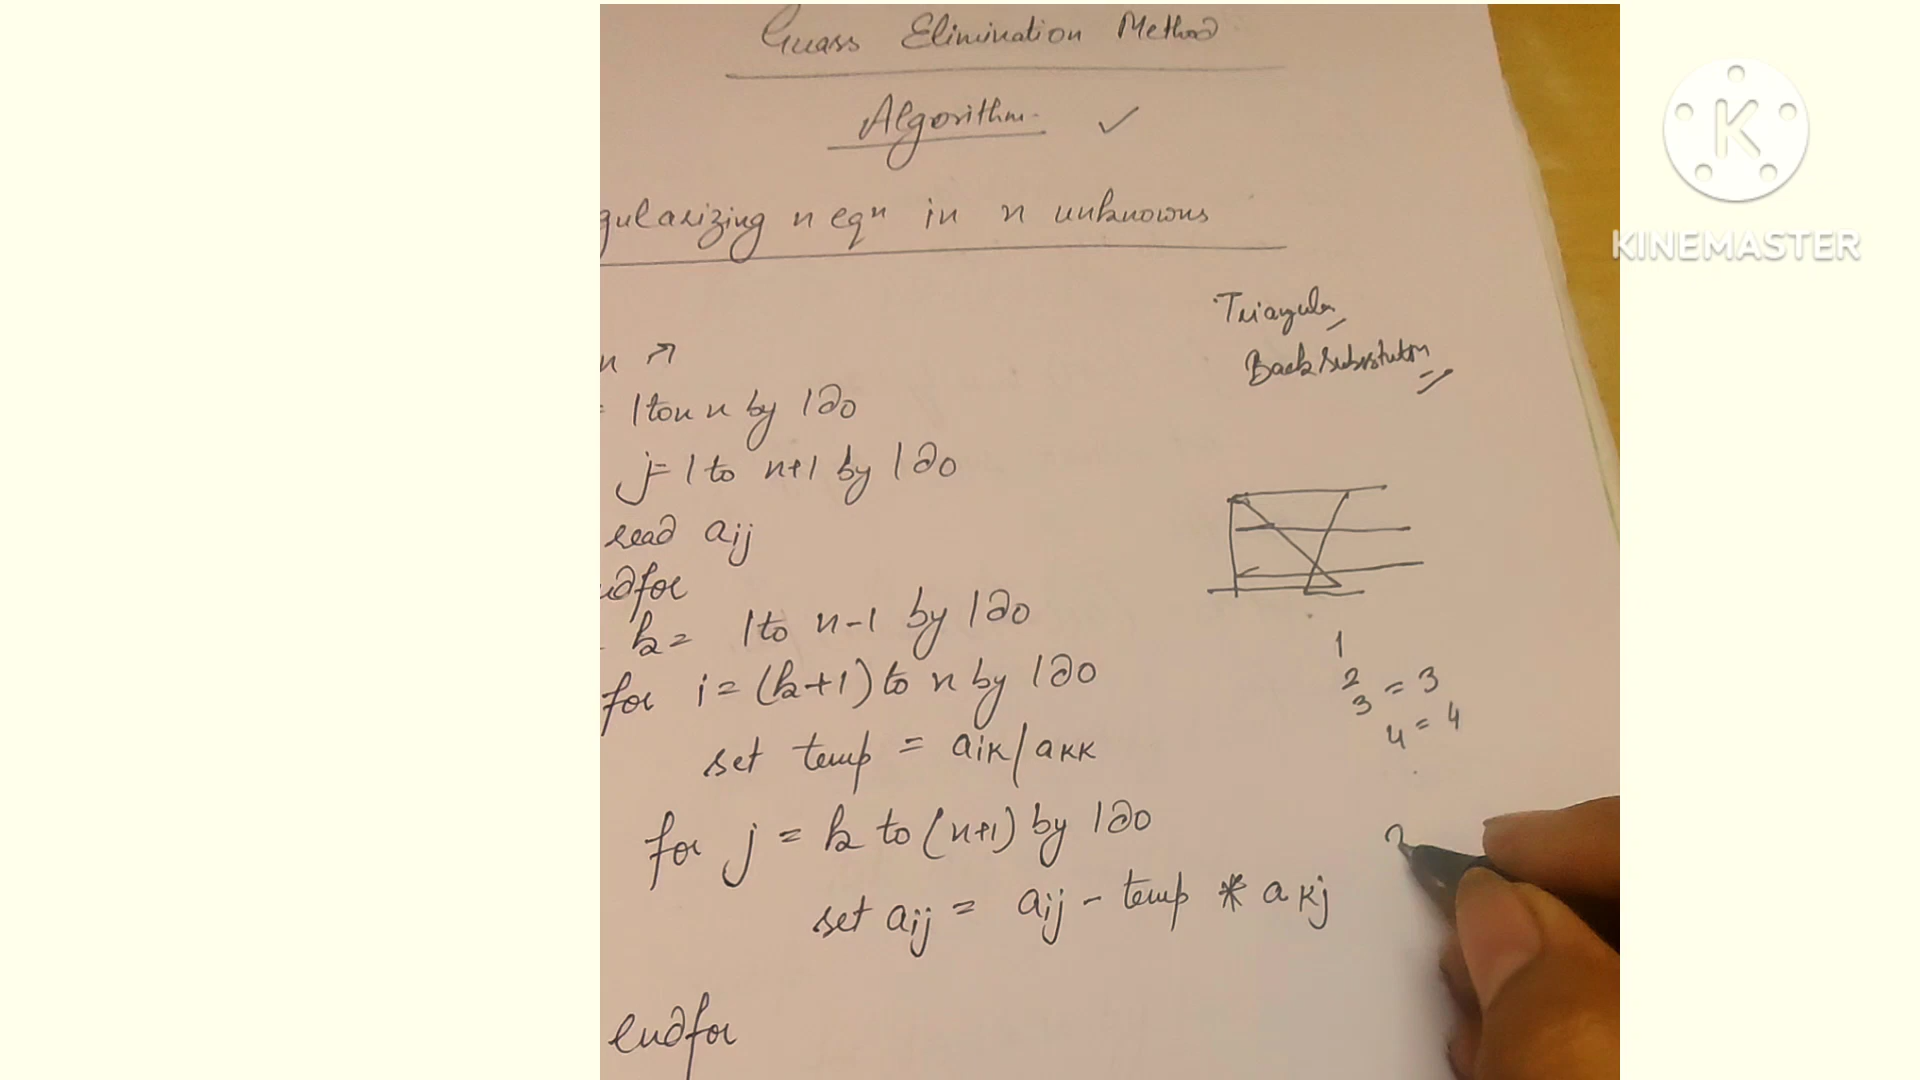 Guass Elimination Method
Algorithm
gularizing n eqn in n unknowns
Triangular
Back Substution
n
= 1 to n by 1 do
j = 1 to n+1 by 1 do
read aij
ndfor
k = 1 to n-1 by 1 do
for i = (k+1) to n by 1 do
set temp = aik/akk
for j = k to (n+1) by 1 do
set aij = aij - temp * akj
endfor
1
2
3 = 3
4 = 4
K
KINEMASTER